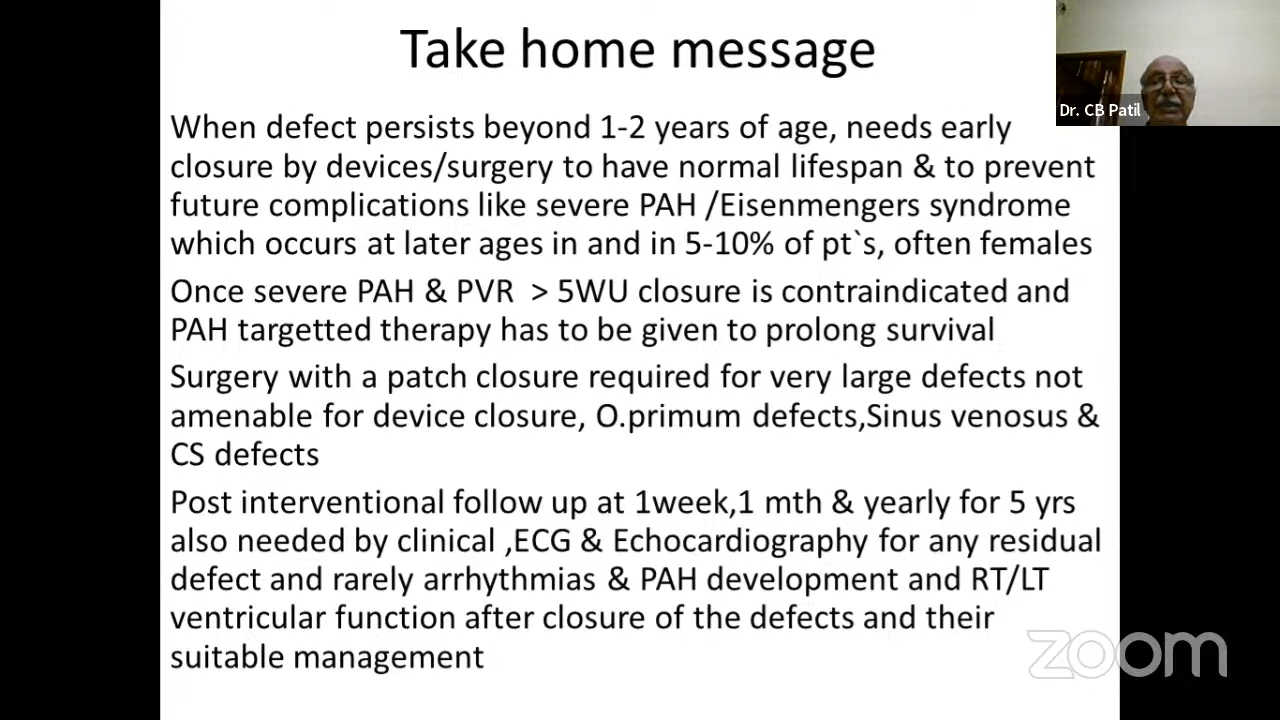 Take home message
Dr. CB Patil
When defect persists beyond 1-2 years of age, needs early
closure by devices/surgery to have normal lifespan & to prevent
future complications like severe PAH /Eisenmengers syndrome
which occurs at later ages in and in 5-10% of pt`s, often females
Once severe PAH & PVR  > 5WU closure is contraindicated and
PAH targetted therapy has to be given to prolong survival
Surgery with a patch closure required for very large defects not
amenable for device closure, O.primum defects,Sinus venosus &
CS defects
Post interventional follow up at 1week,1 mth & yearly for 5 yrs
also needed by clinical ,ECG & Echocardiography for any residual
defect and rarely arrhythmias & PAH development and RT/LT
ventricular function after closure of the defects and their
suitable management
zoom